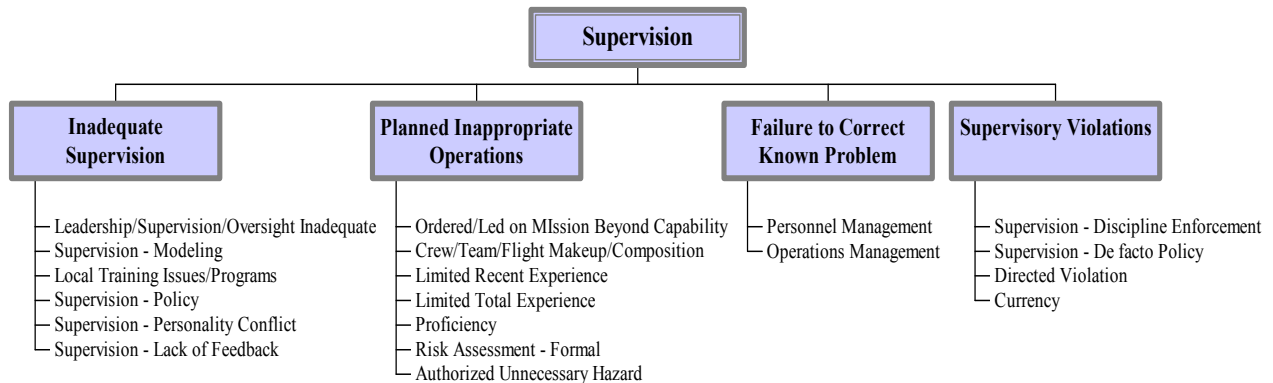 Supervision
Inadequate
Supervision
Leadership/Supervision/Oversight Inadequate
Supervision - Modeling
Local Training Issues/Programs
Supervision - Policy
Supervision - Personality Conflict
Supervision - Lack of Feedback
Planned Inappropriate
Operations
Ordered/Led on MIssion Beyond Capability
Crew/Team/Flight Makeup/Composition
Limited Recent Experience
Limited Total Experience
Proficiency
Risk Assessment - Formal
Authorized Unnecessary Hazard
Failure to Correct
Known Problem
Personnel Management
Operations Management
Supervisory Violations
Supervision - Discipline Enforcement
Supervision - De facto Policy
Directed Violation
Currency